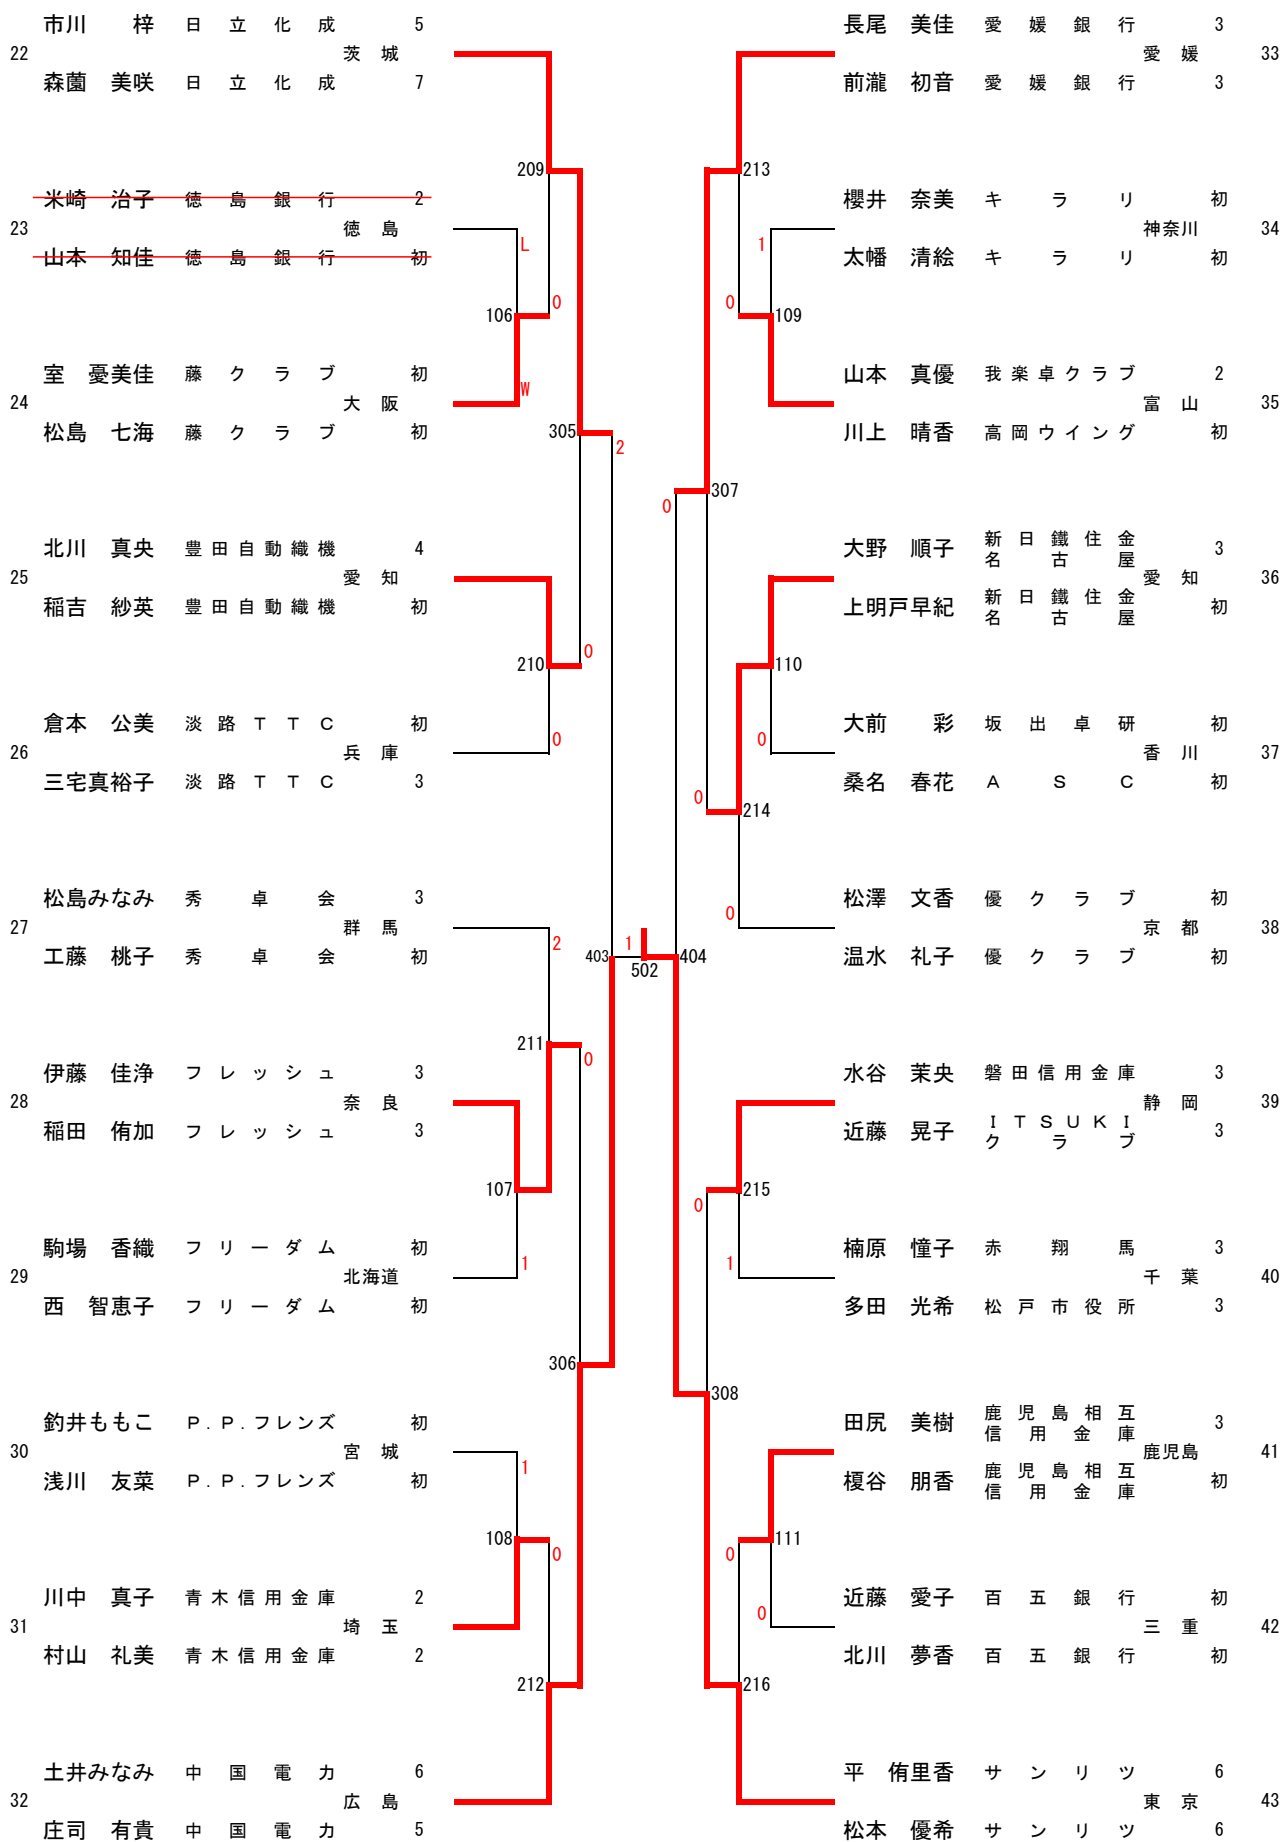 市川　梓 日立化成 5
22 茨城
森薗 美咲 日立化成 7
209
米崎 治子 徳島銀行 2
23 徳島
L
山本 知佳 徳島銀行 初
106 0
室 憂美佳 藤クラブ 初
24 大阪
W
松島 七海 藤クラブ 初
305 2
北川 真央 豊田自動織機 4
25 愛知
稲吉 紗英 豊田自動織機 初
210 0
倉本 公美 淡路TTC 初
26 兵庫
0
三宅真裕子 淡路TTC 3
松島みなみ 秀卓会 3
27 群馬
2
工藤 桃子 秀卓会 初
403 1 502 404
211 0
伊藤 佳浄 フレッシュ 3
28 奈良
稲田 侑加 フレッシュ 3
107
駒場 香織 フリーダム 初
29 北海道
1
西 智恵子 フリーダム 初
306
釣井ももこ P.P.フレンズ 初
30 宮城
1
浅川 友菜 P.P.フレンズ 初
108 0
川中 真子 青木信用金庫 2
31 埼玉
村山 礼美 青木信用金庫 2
212
土井みなみ 中国電力 6
32 広島
庄司 有貴 中国電力 5
長尾 美佳 愛媛銀行 3
愛媛 33
前瀧 初音 愛媛銀行 3
213
櫻井 奈美 キラリ 初
神奈川 34
1
太幡 清絵 キラリ 初
0 109
山本 真優 我楽卓クラブ 2
富山 35
川上 晴香 高岡ウイング 初
0 307
大野 順子 新日鐵住金
名古屋 3
愛知 36
上明戸早紀 新日鐵住金
名古屋 初
110
大前　彩 坂出卓研 初
香川 37
0
桑名 春花 ASC 初
0 214
松澤 文香 優クラブ 初
京都 38
0
温水 礼子 優クラブ 初
水谷 茉央 磐田信用金庫 3
静岡 39
近藤 晃子 ITSUKI
クラブ 3
0 215
楠原 憧子 赤翔馬 3
千葉 40
1
多田 光希 松戸市役所 3
308
田尻 美樹 鹿児島相互
信用金庫 3
鹿児島 41
榎谷 朋香 鹿児島相互
信用金庫 初
0 111
近藤 愛子 百五銀行 初
三重 42
0
北川 夢香 百五銀行 初
216
平 侑里香 サンリツ 6
東京 43
松本 優希 サンリツ 6